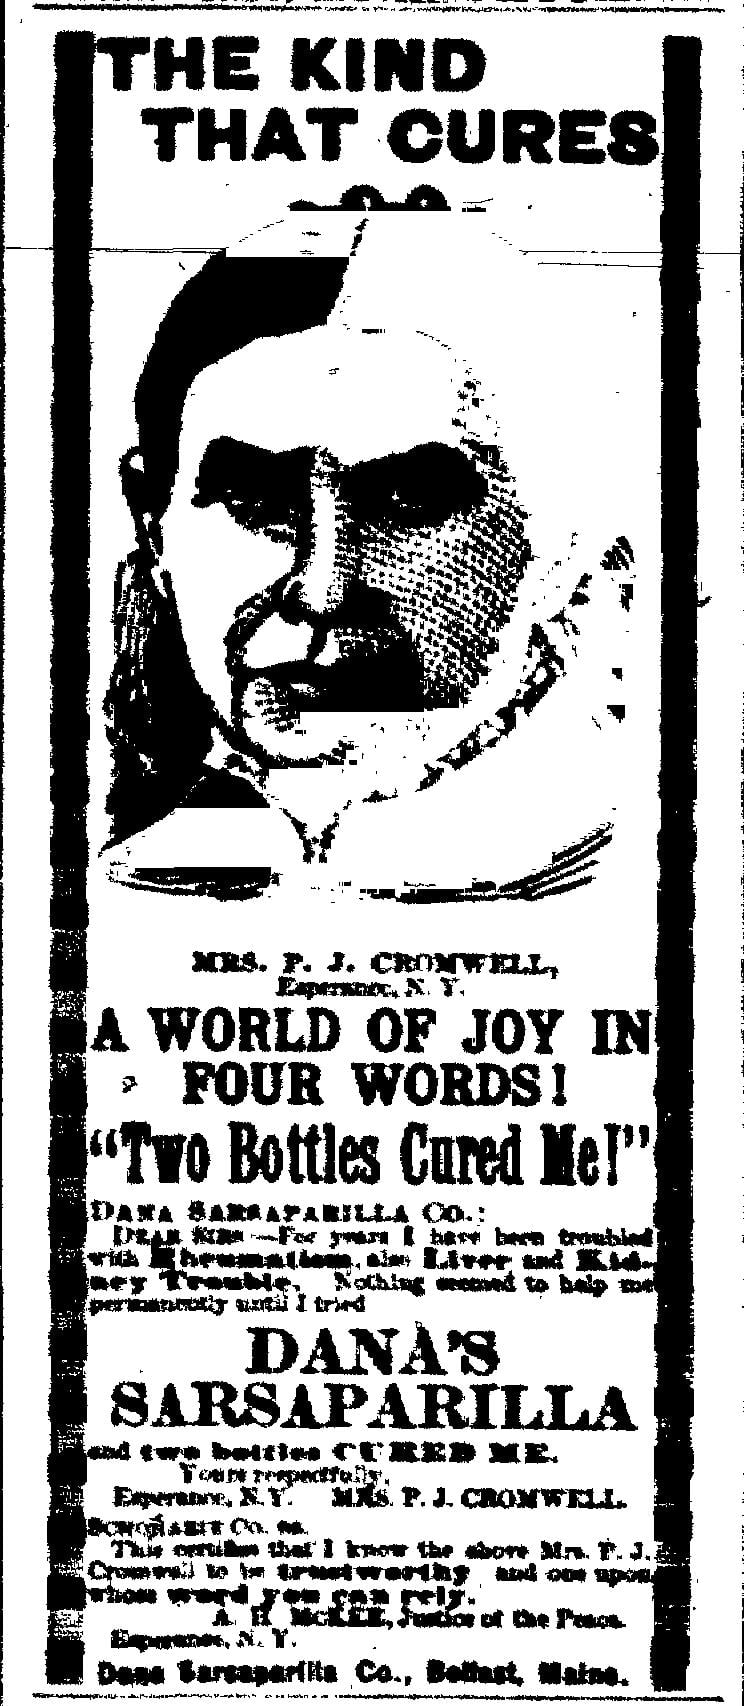 THE KIND
THAT CURES
MRS. P. J. CROMWELL,
Esperance, N. Y.
A WORLD OF JOY IN
FOUR WORDS!
"Two Bottles Cured Me!"
DANA SARSAPARILLA CO.:
DEAR SIRS:—For years I have been troubled
with Rheumatism, also Liver and Kid-
ney Trouble. Nothing seemed to help me
permanently until I tried
DANA'S
SARSAPARILLA
and two bottles CURED ME.
Yours respectfully,
Esperance, N. Y. MRS. P. J. CROMWELL.
SCHOHARIE CO. ss.
This certifies that I know the above Mrs. P. J.
Cromwell to be trustworthy and one upon
whose word you can rely.
A. H. McKEE, Justice of the Peace.
Esperance, N. Y.
Dana Sarsaparilla Co., Belfast, Maine.